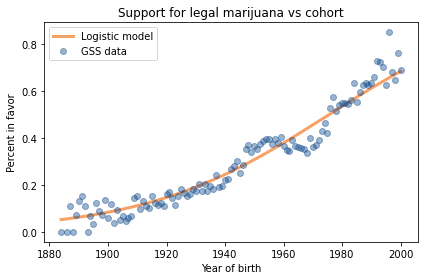 Support for legal marijuana vs cohort
Logistic model
GSS data
Percent in favor
0.8
0.6
0.4
0.2
0.0
1880 1900 1920 1940 1960 1980 2000
Year of birth